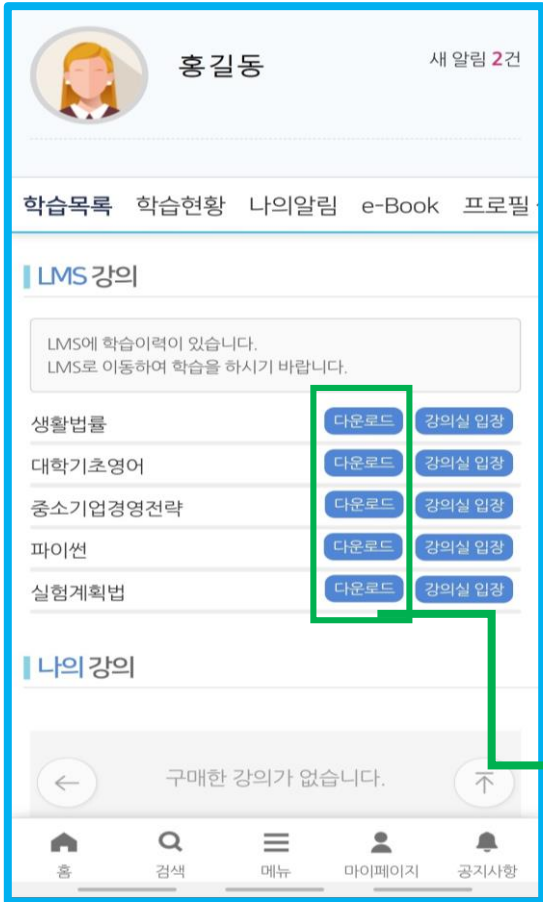 홍길동
새 알림 2건
학습목록 학습현황 나의알림 e-Book 프로필
LMS 강의
LMS에 학습이력이 있습니다.
LMS로 이동하여 학습을 하시기 바랍니다.
생활법률 다운로드 강의실 입장
대학기초영어 다운로드 강의실 입장
중소기업경영전략 다운로드 강의실 입장
파이썬 다운로드 강의실 입장
실험계획법 다운로드 강의실 입장
나의 강의
구매한 강의가 없습니다.
홈 검색 메뉴 마이페이지 공지사항